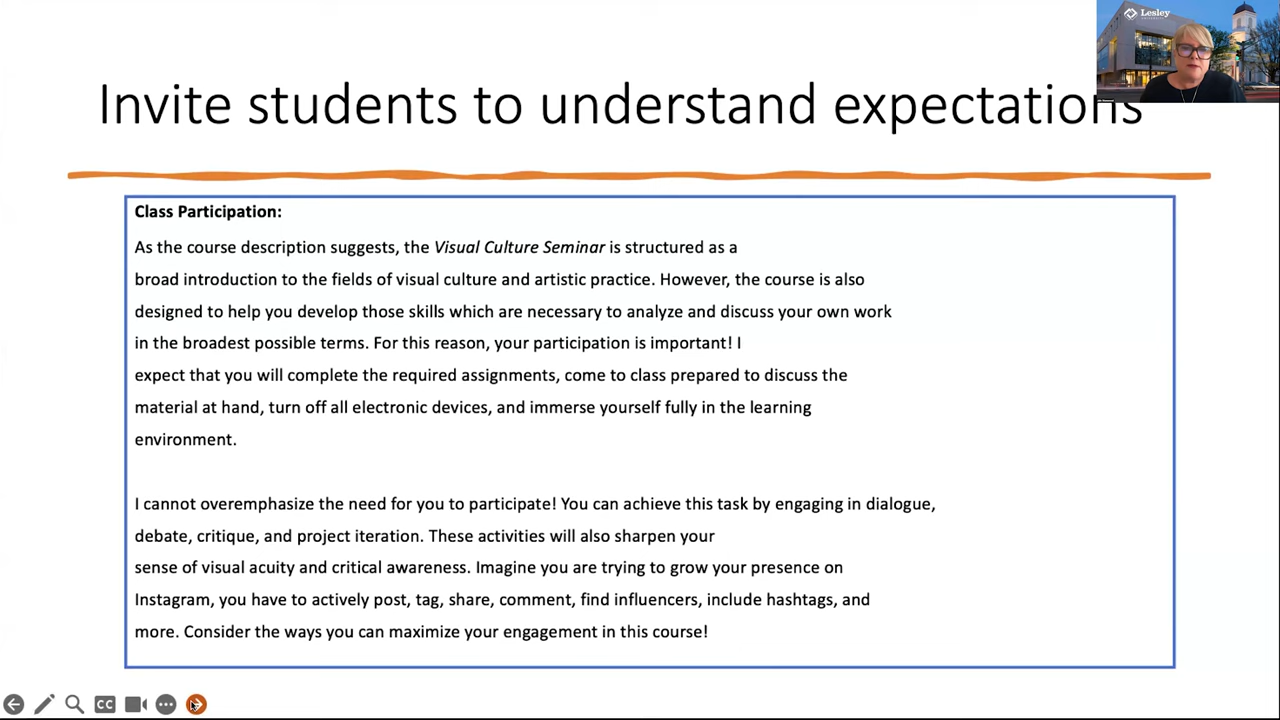 Lesley
Invite students to understand expectations
Class Participation:
As the course description suggests, the Visual Culture Seminar is structured as a
broad introduction to the fields of visual culture and artistic practice. However, the course is also
designed to help you develop those skills which are necessary to analyze and discuss your own work
in the broadest possible terms. For this reason, your participation is important! I
expect that you will complete the required assignments, come to class prepared to discuss the
material at hand, turn off all electronic devices, and immerse yourself fully in the learning
environment.
I cannot overemphasize the need for you to participate! You can achieve this task by engaging in dialogue,
debate, critique, and project iteration. These activities will also sharpen your
sense of visual acuity and critical awareness. Imagine you are trying to grow your presence on
Instagram, you have to actively post, tag, share, comment, find influencers, include hashtags, and
more. Consider the ways you can maximize your engagement in this course!
CC